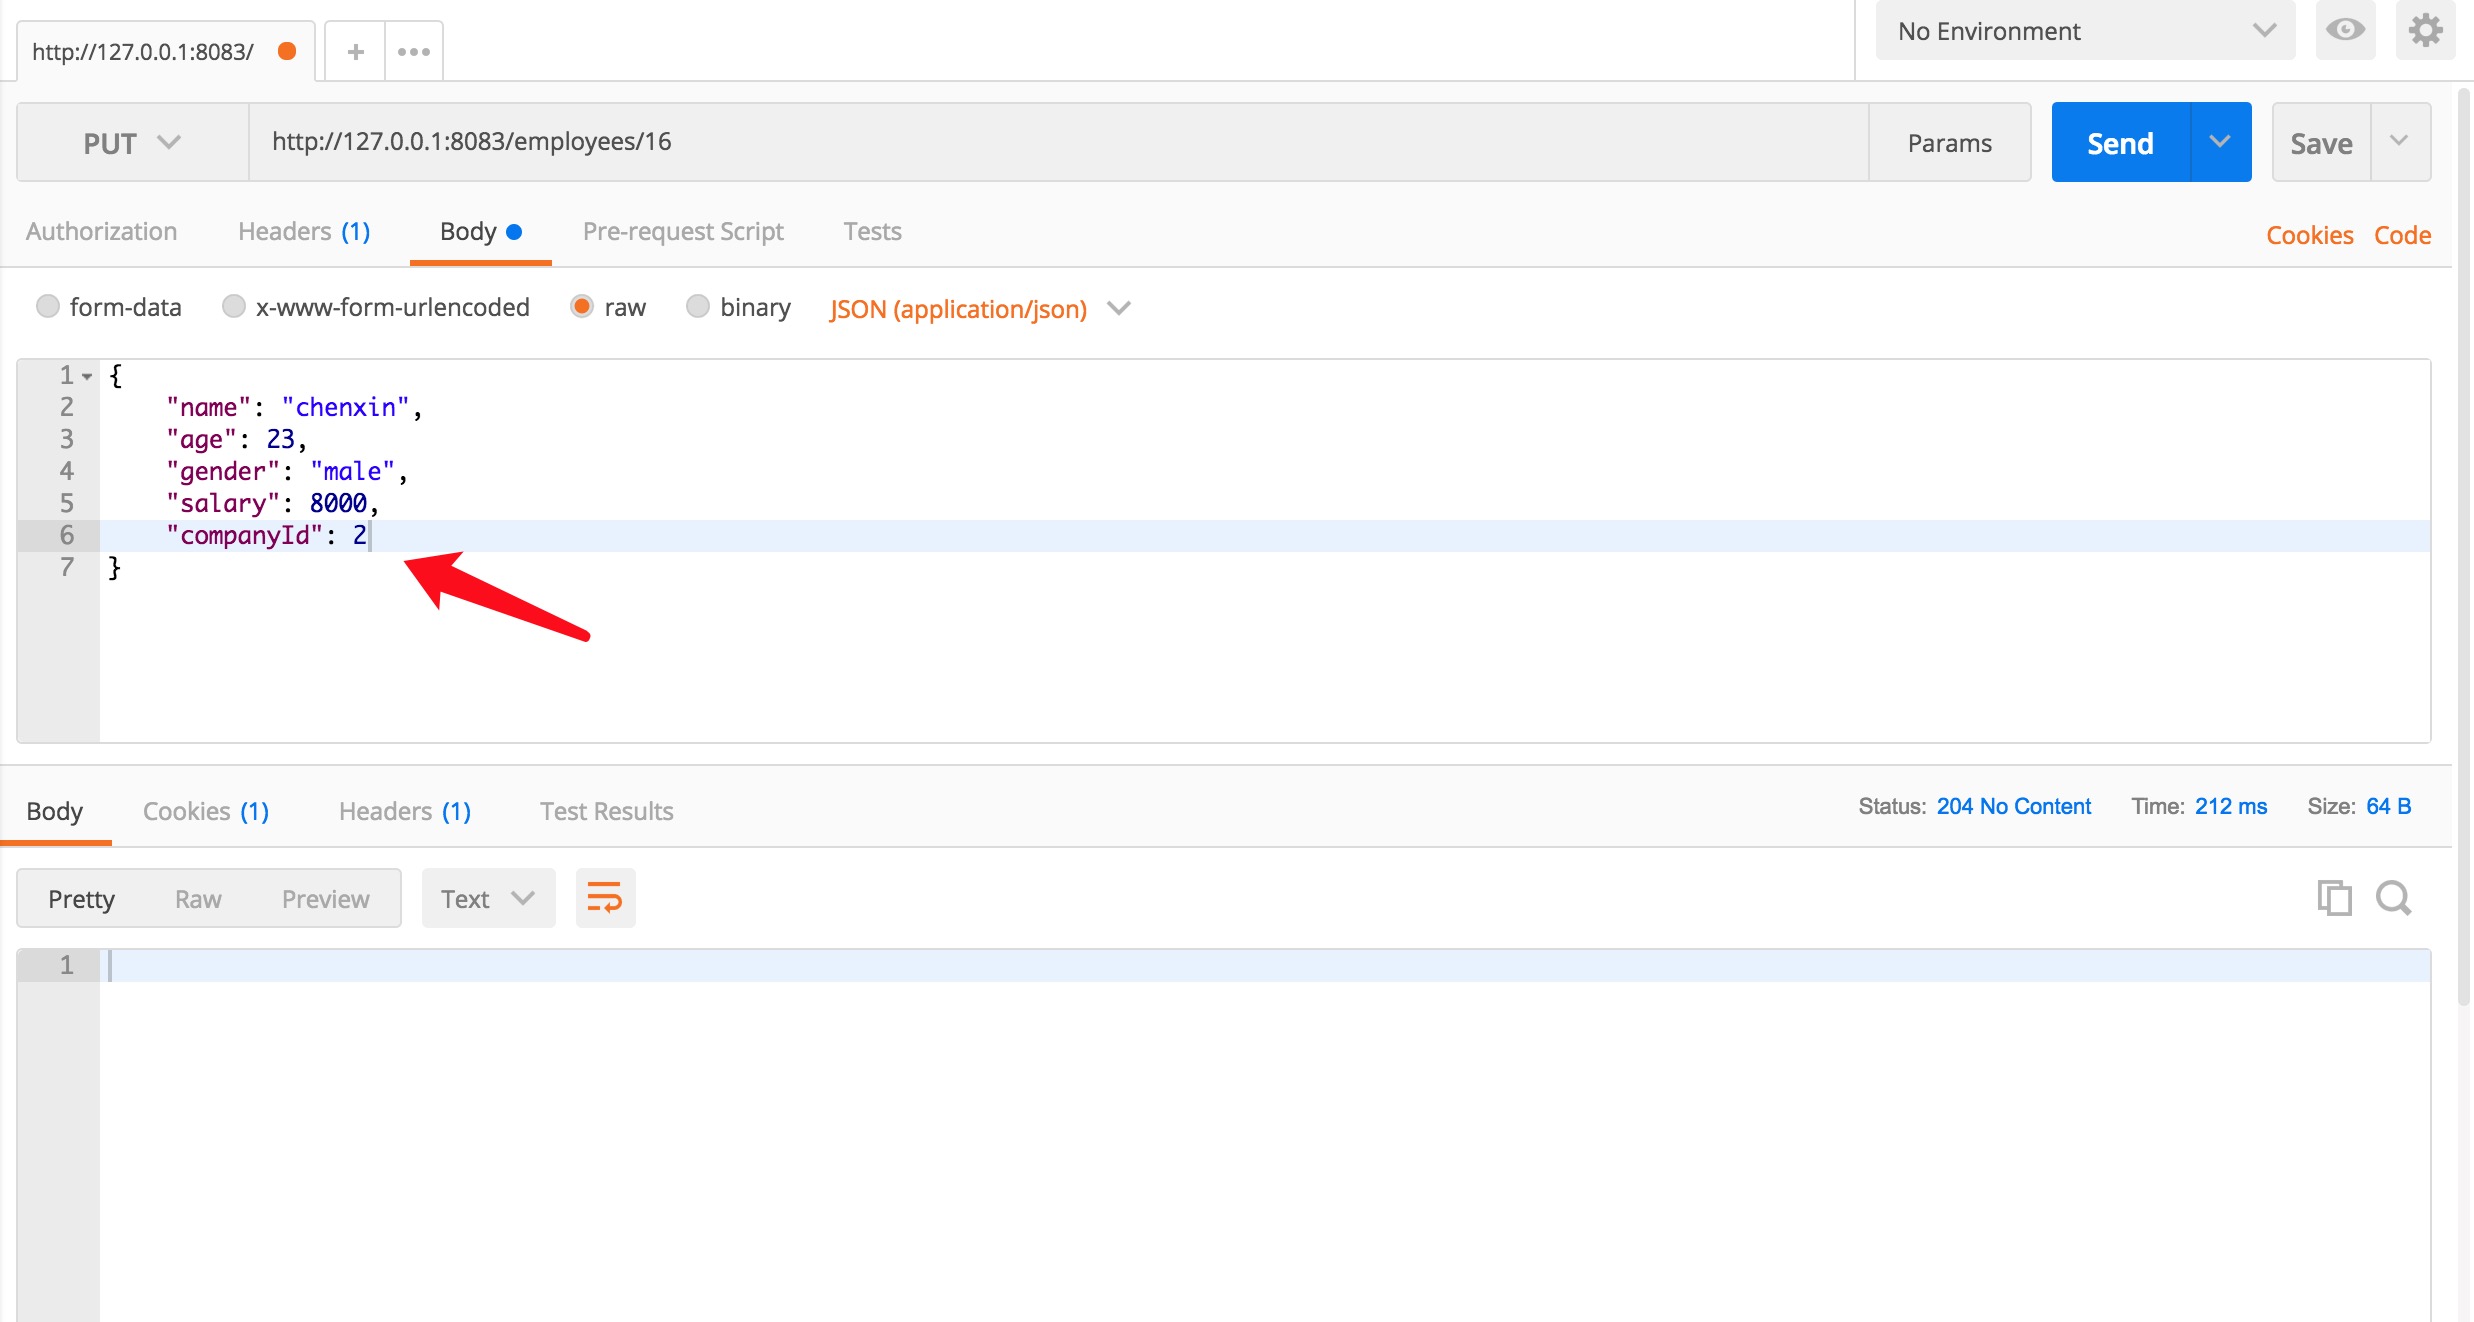 http://127.0.0.1:8083/
No Environment
PUT http://127.0.0.1:8083/employees/16 Params Send Save
Authorization Headers (1) Body Pre-request Script Tests Cookies Code
form-data x-www-form-urlencoded raw binary JSON (application/json)
1 {
2 "name": "chenxin",
3 "age": 23,
4 "gender": "male",
5 "salary": 8000,
6 "companyId": 2
7 }
Body Cookies (1) Headers (1) Test Results Status: 204 No Content Time: 212 ms Size: 64 B
Pretty Raw Preview Text
1